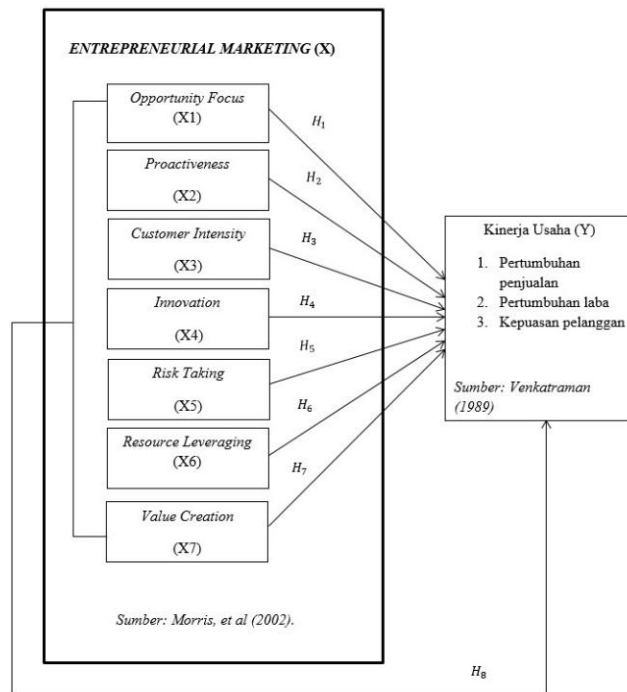 ENTREPRENEURIAL MARKETING (X)
Opportunity Focus
(X1)
H₁
Proactiveness
(X2)
H₂
Customer Intensity
(X3)
H₃
Innovation
(X4)
H₄
Risk Taking
(X5)
H₅
Resource Leveraging
(X6)
H₆
Value Creation
(X7)
H₇
Sumber: Morris, et al (2002).
Kinerja Usaha (Y)
1. Pertumbuhan
penjualan
2. Pertumbuhan laba
3. Kepuasan pelanggan
Sumber: Venkatraman
(1989)
H₈